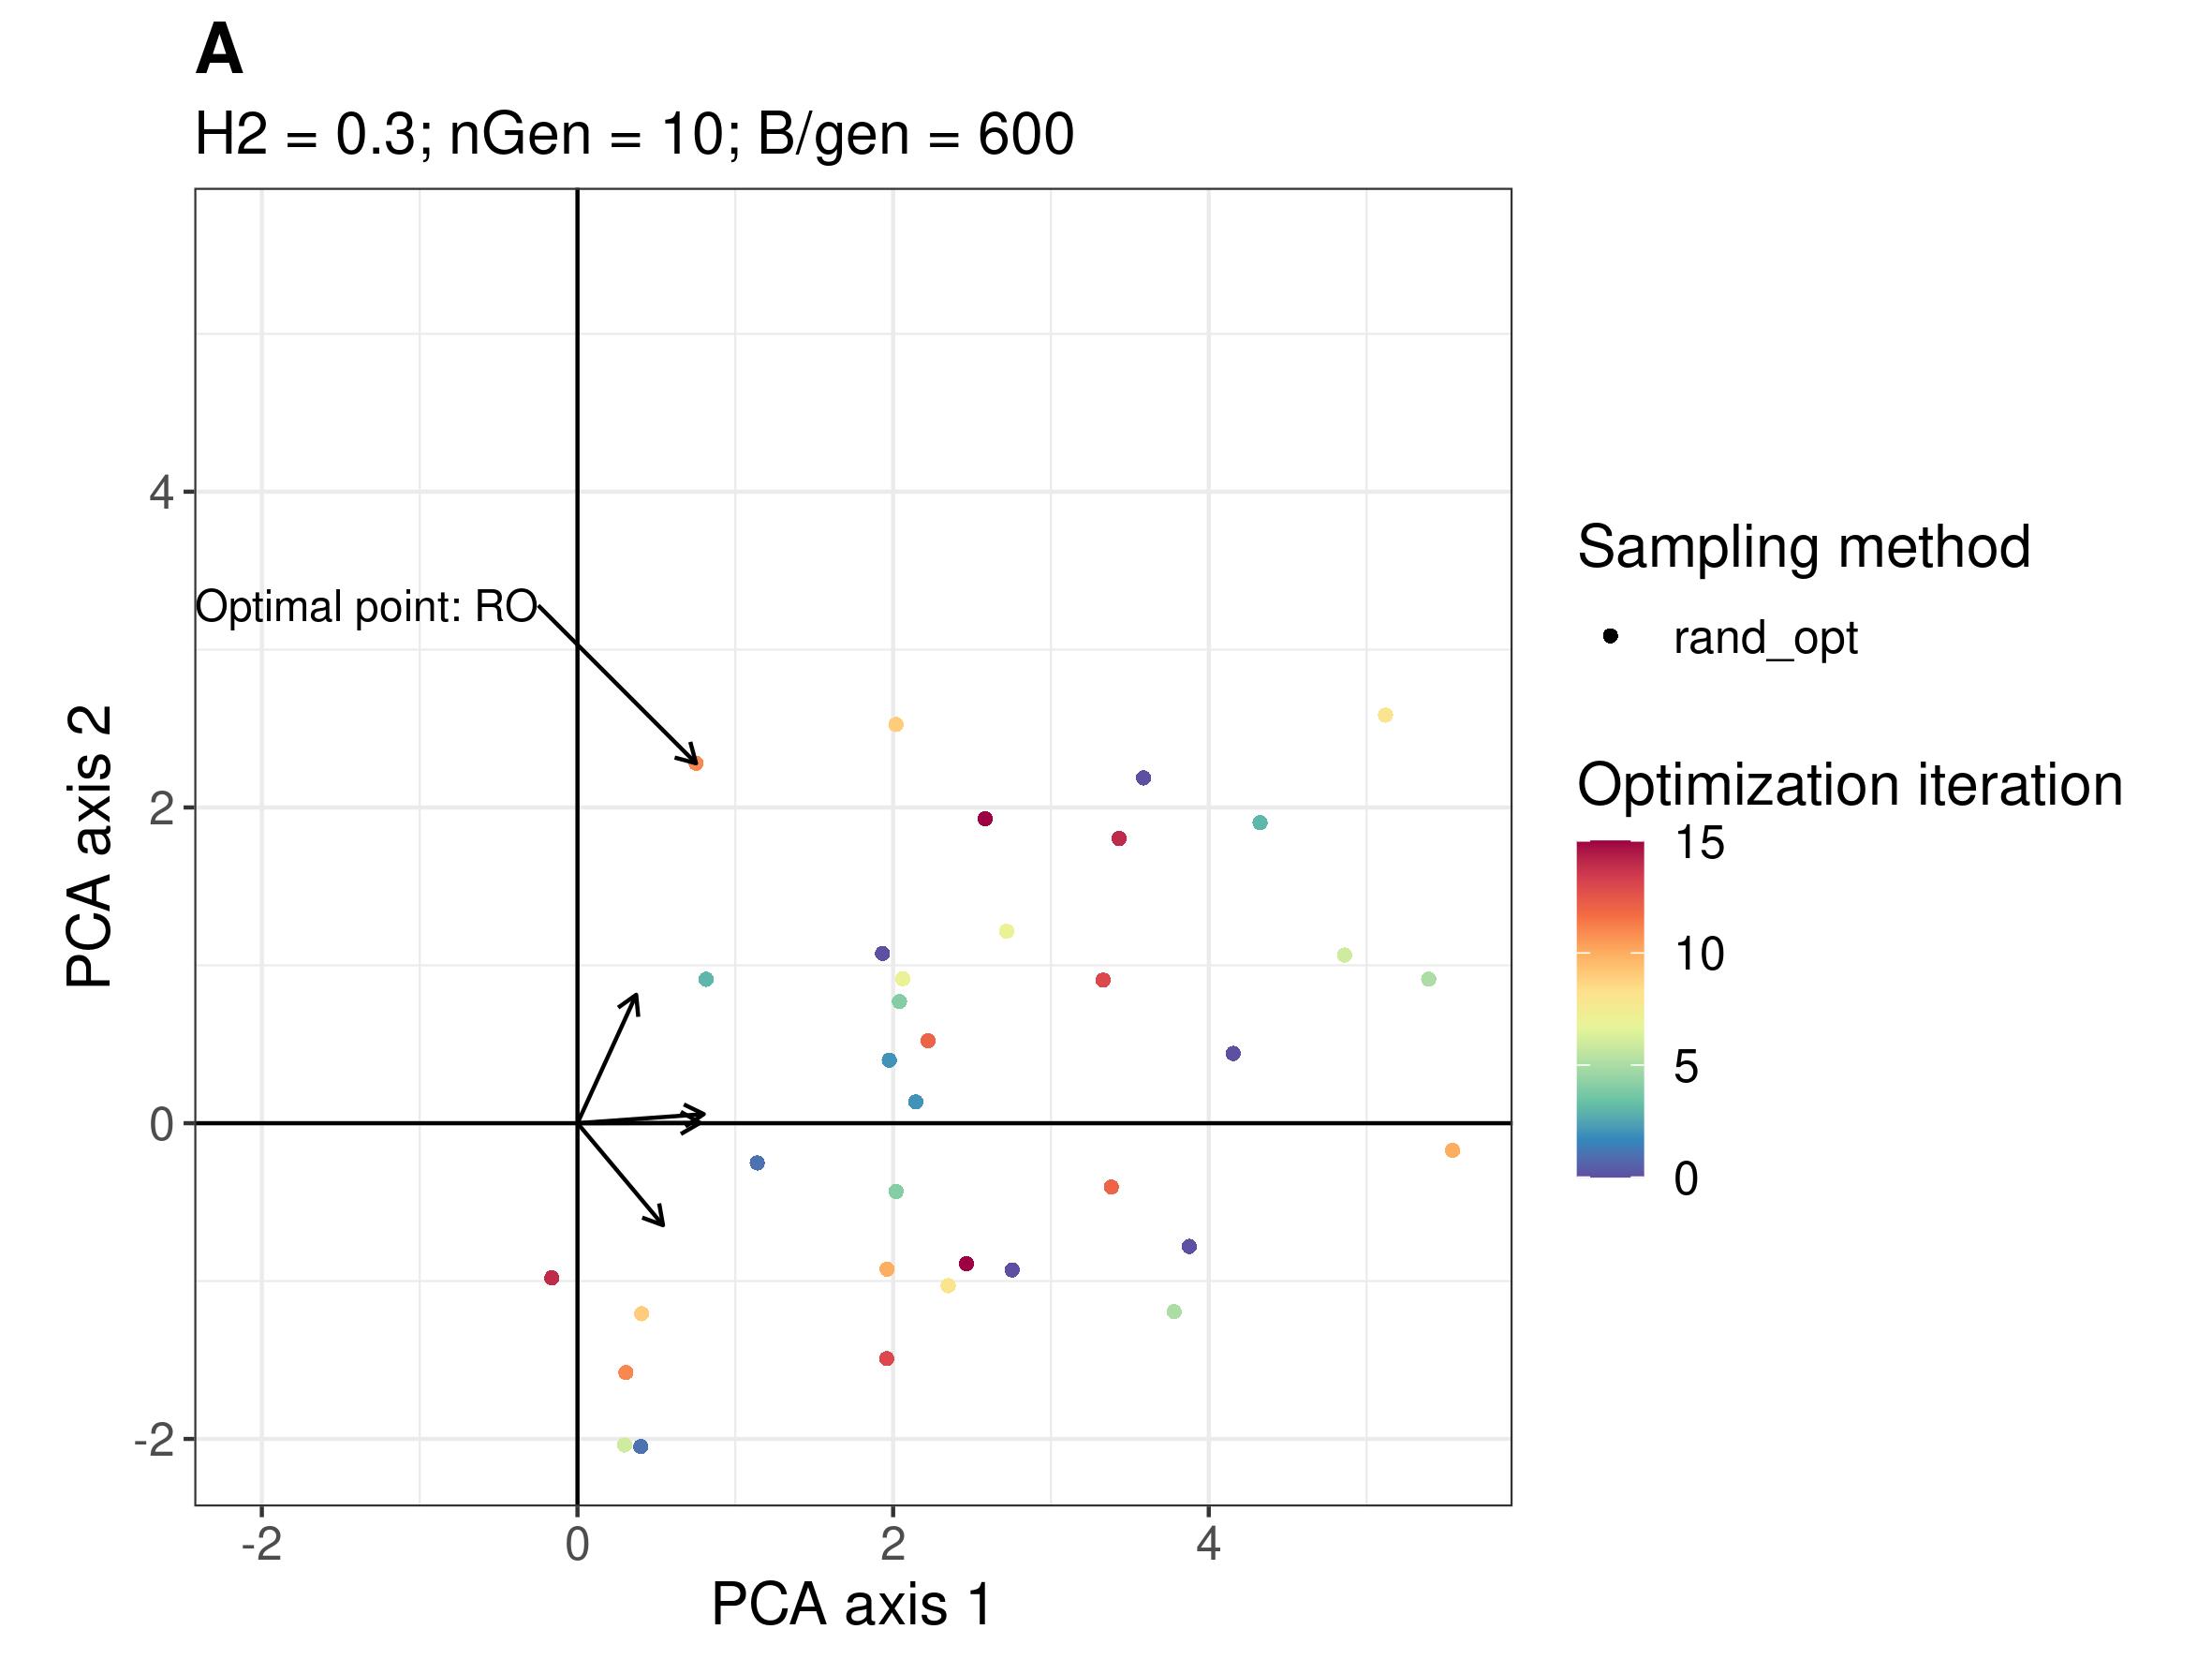 A
H2 = 0.3; nGen = 10; B/gen = 600
PCA axis 2
4
2
0
-2
Optimal point: RO
-2
0
2
4
PCA axis 1
Sampling method
rand_opt
Optimization iteration
15
10
5
0